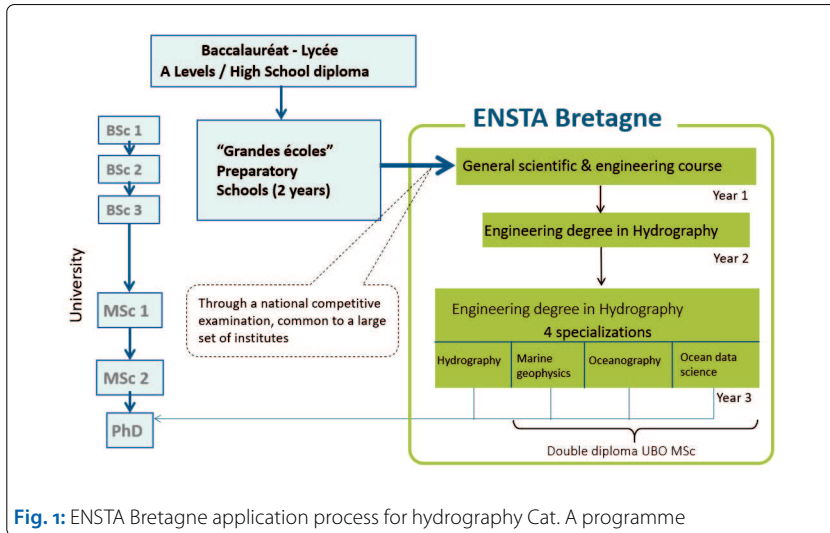 Baccalauréat - Lycée
A Levels / High School diploma
BSc 1
BSc 2
BSc 3
University
MSc 1
MSc 2
PhD
“Grandes écoles”
Preparatory
Schools (2 years)
Through a national competitive
examination, common to a large
set of institutes
ENSTA Bretagne
General scientific & engineering course
Year 1
Engineering degree in Hydrography
Year 2
Engineering degree in Hydrography
4 specializations
Hydrography
Marine
geophysics
Oceanography
Ocean data
science
Year 3
Double diploma UBO MSc
Fig. 1: ENSTA Bretagne application process for hydrography Cat. A programme